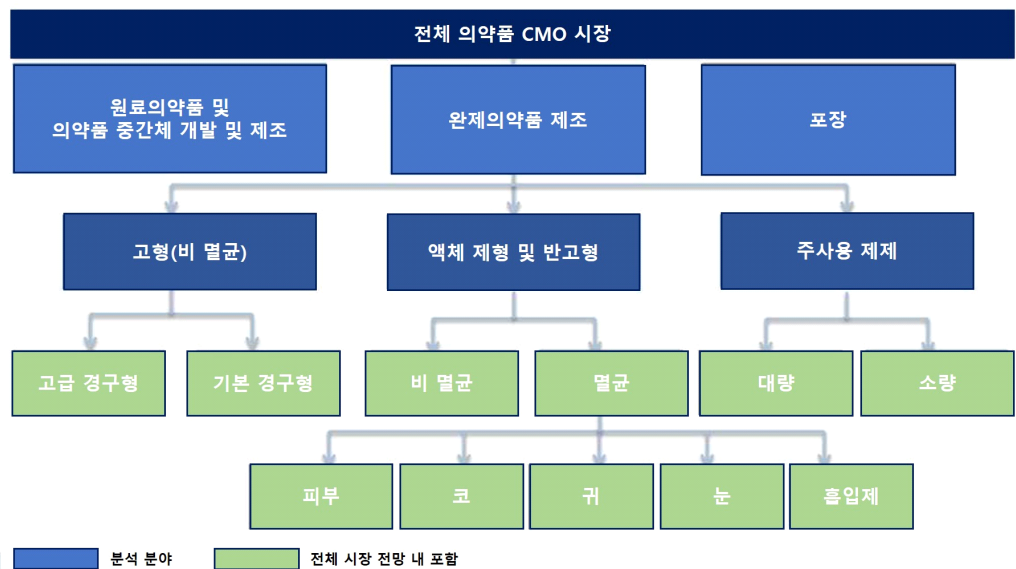 전체 의약품 CMO 시장
원료의약품 및
의약품 중간체 개발 및 제조
완제의약품 제조
포장
고형(비 멸균)
액체 제형 및 반고형
주사용 제제
고급 경구형
기본 경구형
비 멸균
멸균
대량
소량
피부
코
귀
눈
흡입제
분석 분야
전체 시장 전망 내 포함